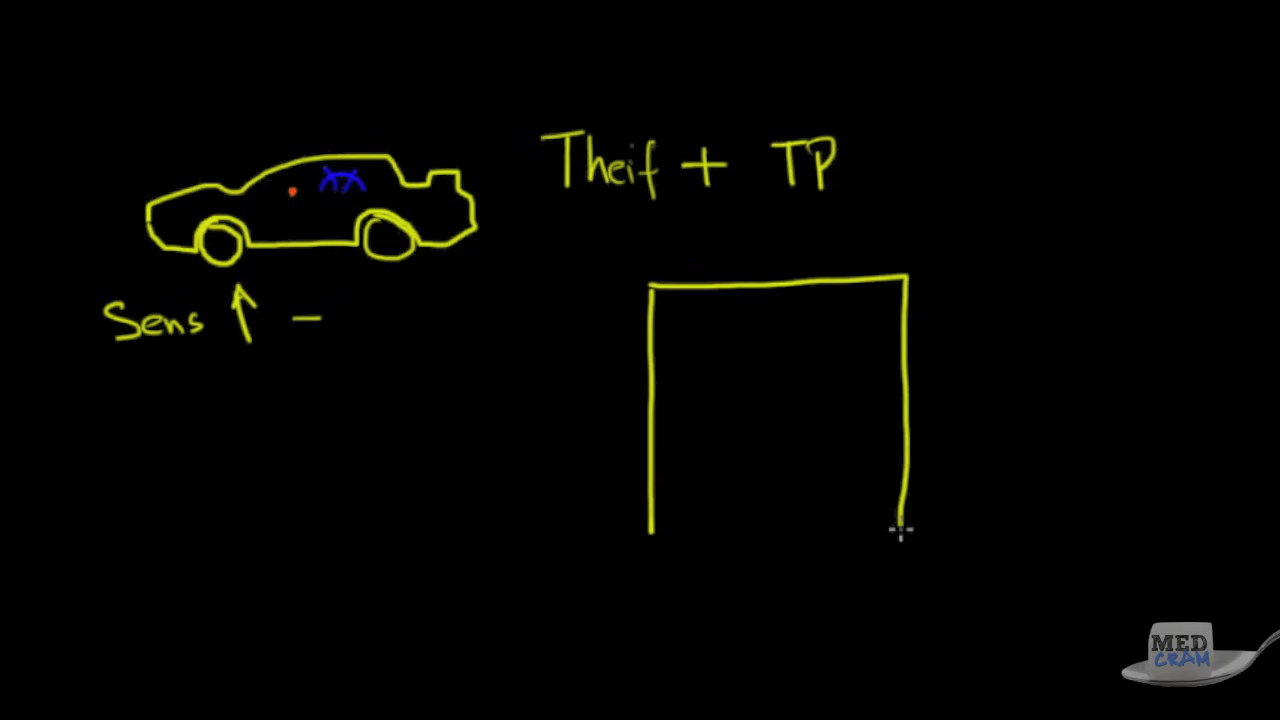 Theif + TP
Sens ↑ -
MED
CRAM